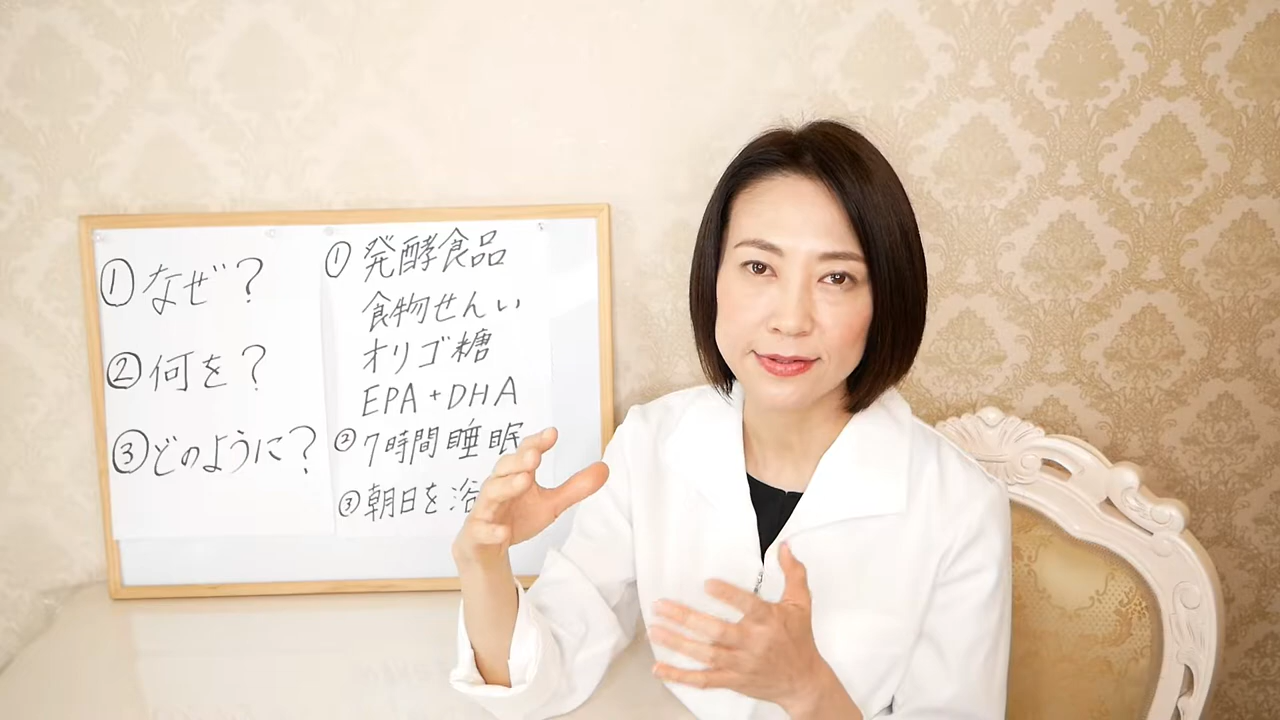 ① なぜ?
② 何を?
③ どのように?
① 発酵食品
食物せんい
オリゴ糖
EPA+DHA
② 7時間睡眠
③ 朝日を浴